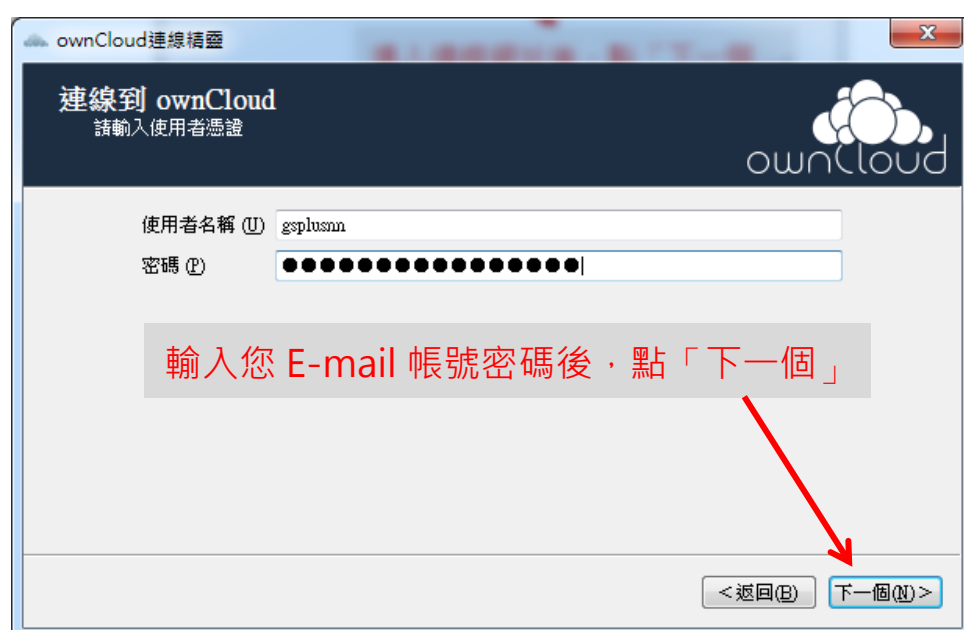 ownCloud連線精靈
連線到 ownCloud
請輸入使用者憑證
ownCloud
使用者名稱 (U) gsplusnn
密碼 (P) ●●●●●●●●●●●●●●●●
輸入您 E-mail 帳號密碼後，點「下一個」
<返回(B) 下一個(N)>